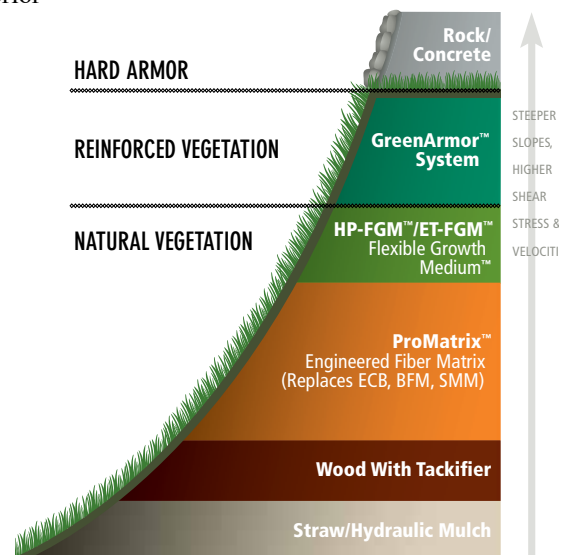 Rock/
Concrete
HARD ARMOR
REINFORCED VEGETATION
GreenArmor™
System
NATURAL VEGETATION
HP-FGM™/ET-FGM™
Flexible Growth
Medium™
ProMatrix™
Engineered Fiber Matrix
(Replaces ECB, BFM, SMM)
Wood With Tackifier
Straw/Hydraulic Mulch
STEEPER
SLOPES,
HIGHER
SHEAR
STRESS &
VELOCITI